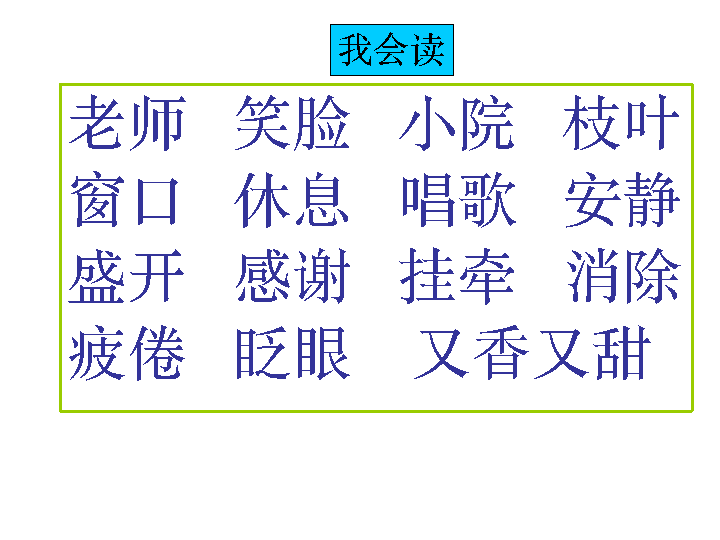 我会读
老师 笑脸 小院 枝叶
窗口 休息 唱歌 安静
盛开 感谢 挂牵 消除
疲倦 眨眼 又香又甜